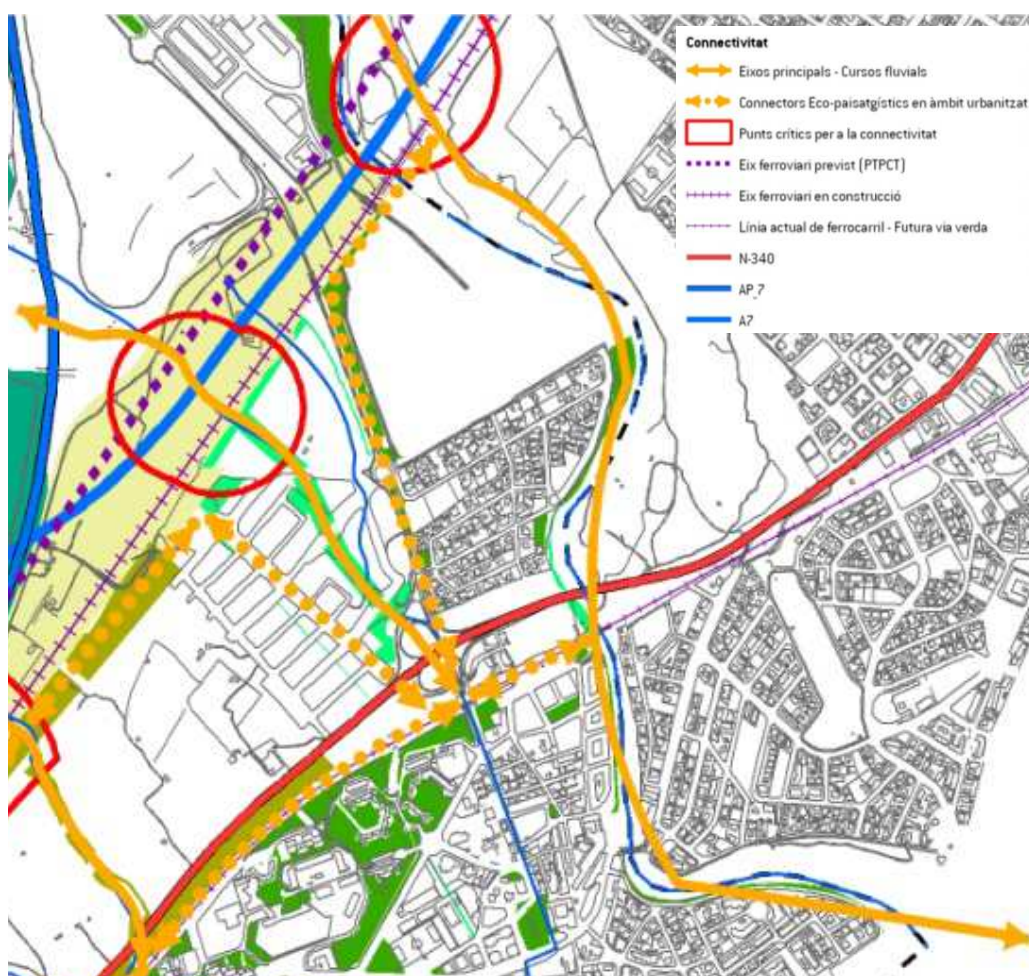 Connectivitat
Eixos principals - Cursos fluvials
Connectors Eco-paisatgístics en àmbit urbanitzat
Punts crítics per a la connectivitat
Eix ferroviari previst (PTPCT)
Eix ferroviari en construcció
Línia actual de ferrocarril - Futura via verda
N-340
AP_7
A7